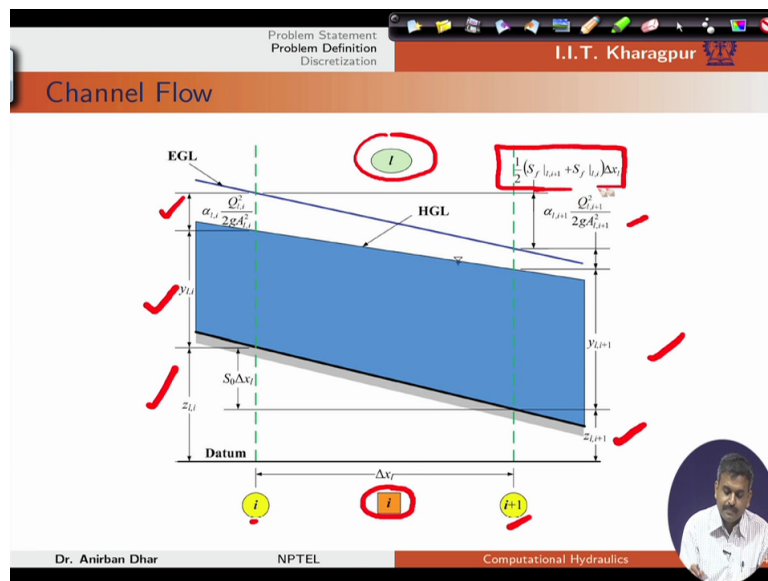 Problem Statement
Problem Definition
Discretization
I.I.T. Kharagpur
Channel Flow
EGL
l
1/2 (S_f|_{l,i+1} + S_f|_{l,i})Δx_l
α_{l,i} Q²_{l,i}/2gA²_{l,i}
HGL
α_{l,i+1} Q²_{l,i+1}/2gA²_{l,i+1}
y_{l,i}
y_{l,i+1}
S₀Δx_l
z_{l,i}
z_{l,i+1}
Datum
Δx_l
i
i
i+1
Dr. Anirban Dhar NPTEL Computational Hydraulics